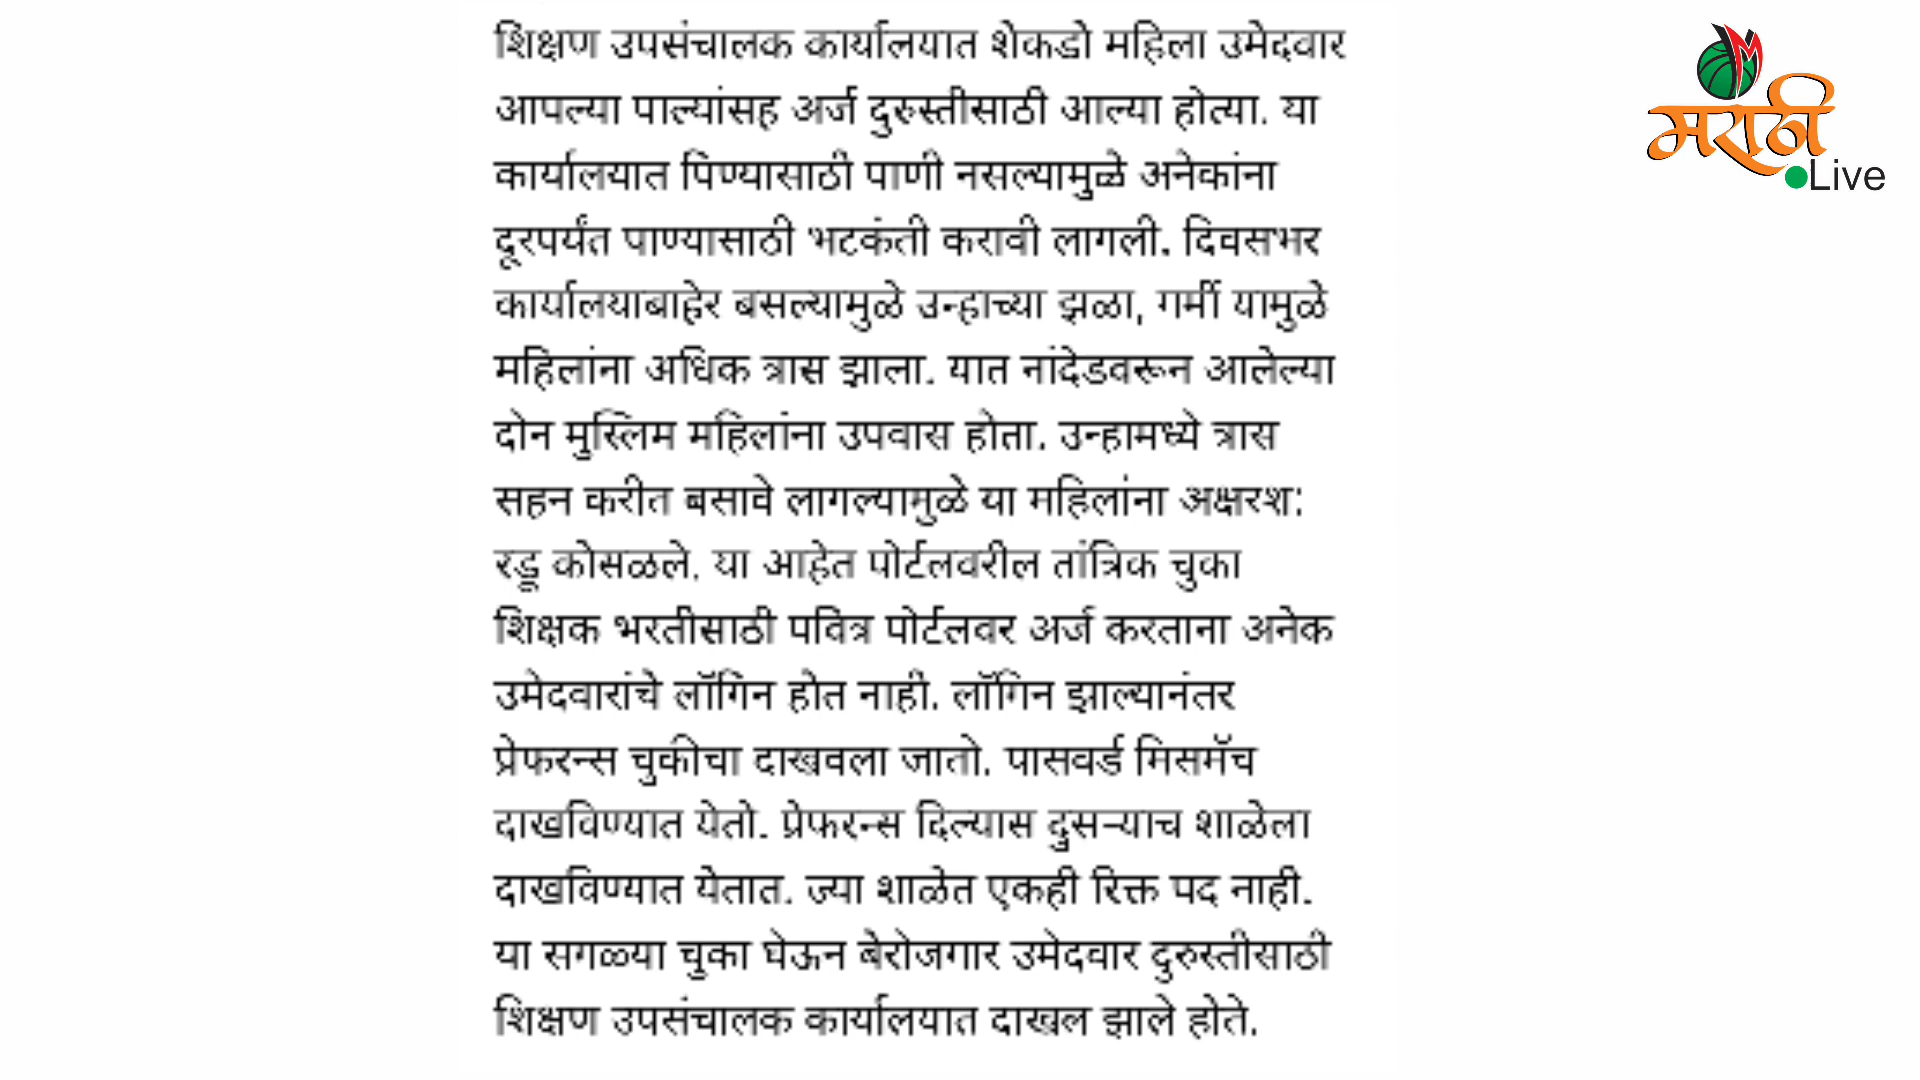 शिक्षण उपसंचालक कार्यालयात शेकडो महिला उमेदवार
आपल्या पाल्यांसह अर्ज दुरुस्तीसाठी आल्या होत्या. या
कार्यालयात पिण्यासाठी पाणी नसल्यामुळे अनेकांना
दूरपर्यंत पाण्यासाठी भटकंती करावी लागली. दिवसभर
कार्यालयाबाहेर बसल्यामुळे उन्हाच्या झळा, गर्मी यामुळे
महिलांना अधिक त्रास झाला. यात नांदेडवरून आलेल्या
दोन मुस्लिम महिलांना उपवास होता. उन्हामध्ये त्रास
सहन करीत बसावे लागल्यामुळे या महिलांना अक्षरश:
रडू कोसळले. या आहेत पोर्टलवरील तांत्रिक चुका
शिक्षक भरतीसाठी पवित्र पोर्टलवर अर्ज करताना अनेक
उमेदवारांचे लॉगिन होत नाही. लॉगिन झाल्यानंतर
प्रेफरन्स चुकीचा दाखवला जातो. पासवर्ड मिसमॅच
दाखविण्यात येतो. प्रेफरन्स दिल्यास दुसऱ्याच शाळेला
दाखविण्यात येतात. ज्या शाळेत एकही रिक्त पद नाही.
या सगळ्या चुका घेऊन बेरोजगार उमेदवार दुरुस्तीसाठी
शिक्षण उपसंचालक कार्यालयात दाखल झाले होते.
M
मराठी
Live